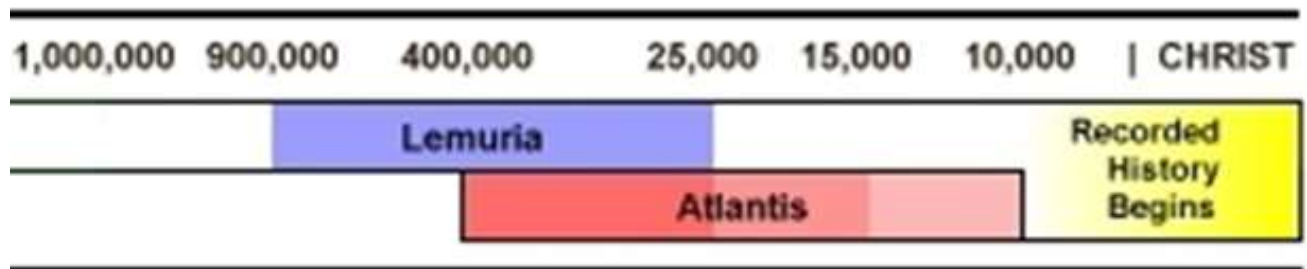 1,000,000 900,000 400,000 25,000 15,000 10,000 | CHRIST
Lemuria
Atlantis
Recorded
History
Begins